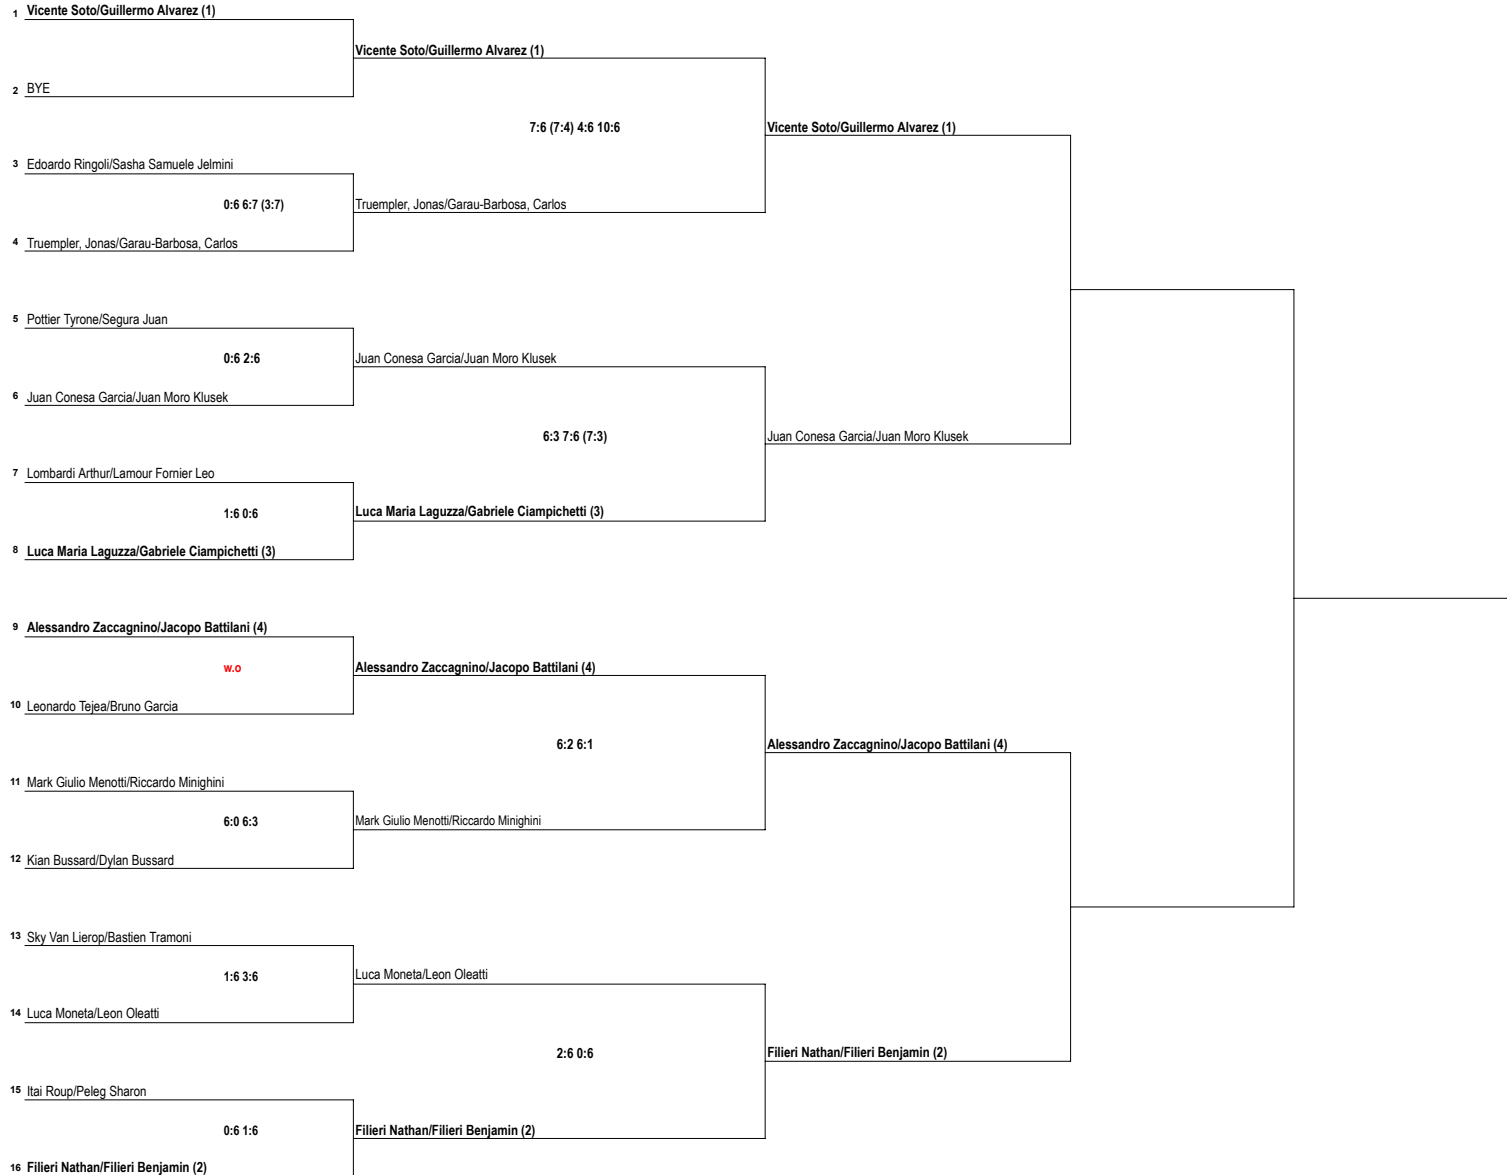 1 Vicente Soto/Guillermo Alvarez (1)
Vicente Soto/Guillermo Alvarez (1)
2 BYE
7:6 (7:4) 4:6 10:6
Vicente Soto/Guillermo Alvarez (1)
3 Edoardo Ringoli/Sasha Samuele Jelmini
0:6 6:7 (3:7)
Truempler, Jonas/Garau-Barbosa, Carlos
4 Truempler, Jonas/Garau-Barbosa, Carlos
5 Pottier Tyrone/Segura Juan
0:6 2:6
Juan Conesa Garcia/Juan Moro Klusek
6 Juan Conesa Garcia/Juan Moro Klusek
6:3 7:6 (7:3)
Juan Conesa Garcia/Juan Moro Klusek
7 Lombardi Arthur/Lamour Fornier Leo
1:6 0:6
Luca Maria Laguzza/Gabriele Ciampichetti (3)
8 Luca Maria Laguzza/Gabriele Ciampichetti (3)
9 Alessandro Zaccagnino/Jacopo Battilani (4)
w.o
Alessandro Zaccagnino/Jacopo Battilani (4)
10 Leonardo Tejea/Bruno Garcia
6:2 6:1
Alessandro Zaccagnino/Jacopo Battilani (4)
11 Mark Giulio Menotti/Riccardo Minighini
6:0 6:3
Mark Giulio Menotti/Riccardo Minighini
12 Kian Bussard/Dylan Bussard
13 Sky Van Lierop/Bastien Tramoni
1:6 3:6
Luca Moneta/Leon Oleatti
14 Luca Moneta/Leon Oleatti
2:6 0:6
Filieri Nathan/Filieri Benjamin (2)
15 Itai Roup/Peleg Sharon
0:6 1:6
Filieri Nathan/Filieri Benjamin (2)
16 Filieri Nathan/Filieri Benjamin (2)